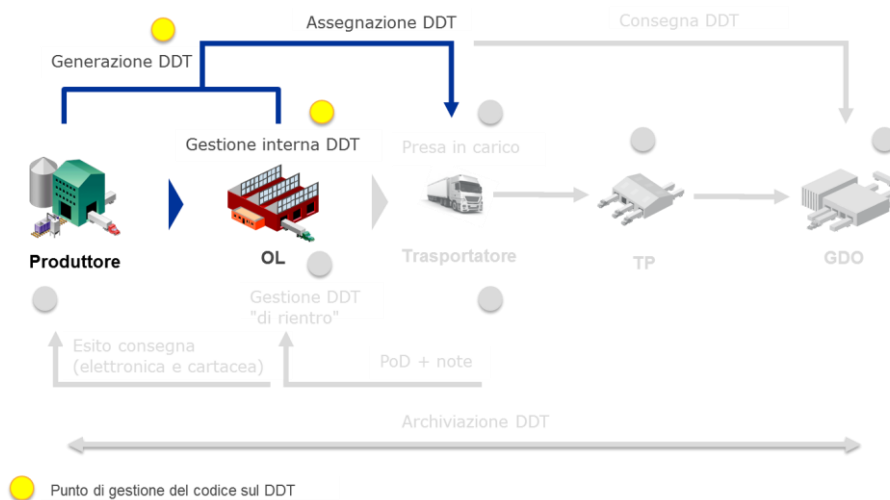 Assegnazione DDT
Consegna DDT
Generazione DDT
Gestione interna DDT
Presa in carico
Produttore
OL
Trasportatore
TP
GDO
Gestione DDT
"di rientro"
Esito consegna
(elettronica e cartacea)
PoD + note
Archiviazione DDT
Punto di gestione del codice sul DDT